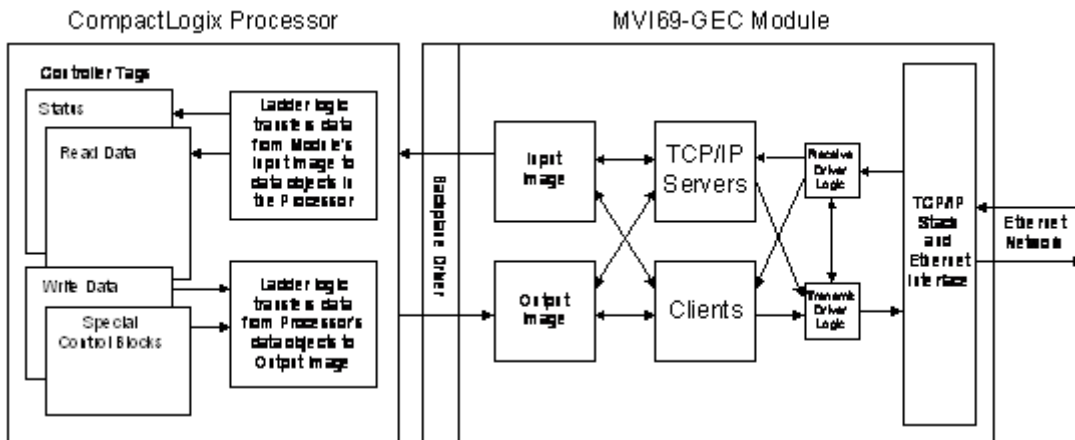 CompactLogix Processor
MVI69-GEC Module
Controller Tags
Status
Read Data
Write Data
Special
Control Blocks
Ladder logic
transfers data
from Module's
Input Image to
data objects in
the Processor
Ladder logic
transfers data
from Processor's
data objects to
Output Image
Backplane Driver
Input
Image
Output
Image
TCP/IP
Servers
Clients
Receive
Driver
Logic
Transmit
Driver
Logic
TCP/IP
Stack
and
Ethernet
Interface
Ethernet
Network